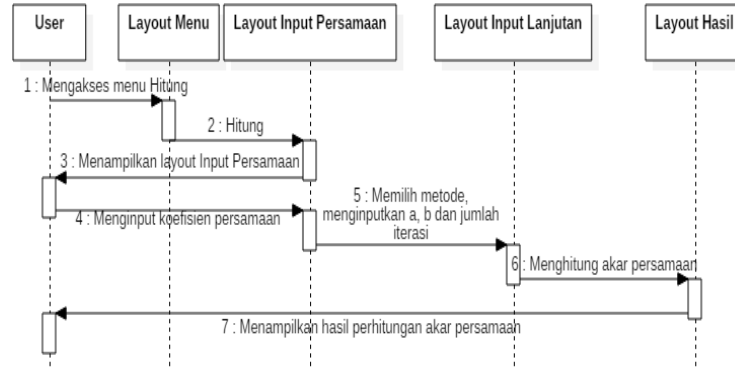 User
Layout Menu
Layout Input Persamaan
Layout Input Lanjutan
Layout Hasil
1 : Mengakses menu Hitung
2 : Hitung
3 : Menampilkan layout Input Persamaan
4 : Menginput koefisien persamaan
5 : Memilih metode,
menginputkan a, b dan jumlah
iterasi
6 : Menghitung akar persamaan
7 : Menampilkan hasil perhitungan akar persamaan